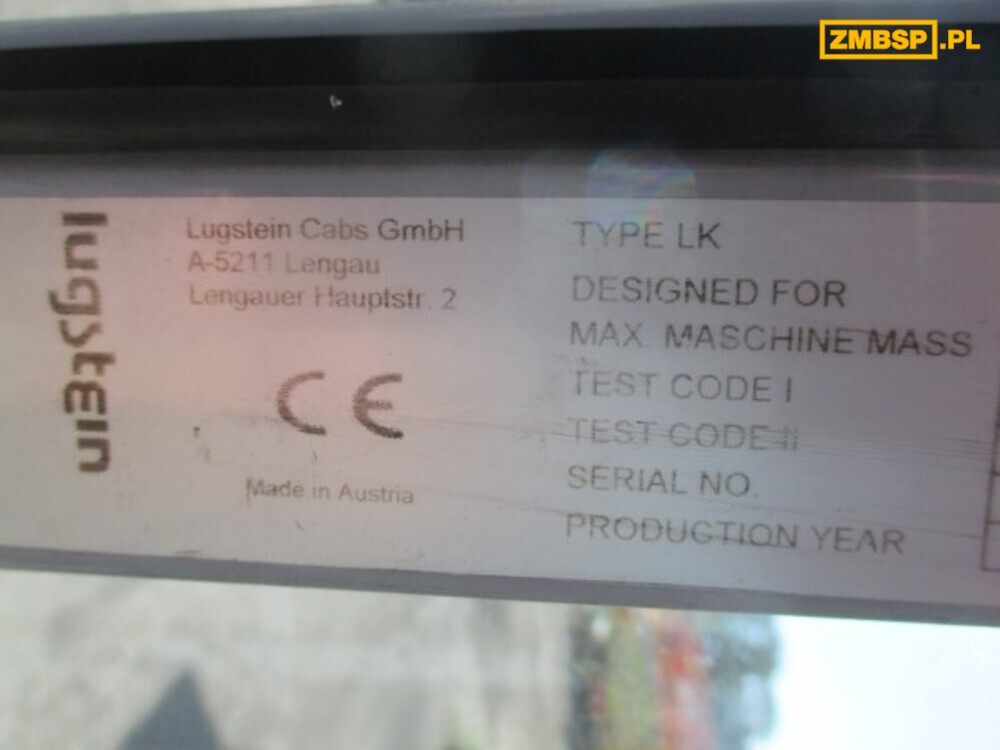 ZMBSP.PL
lugstein
Lugstein Cabs GmbH
A-5211 Lengau
Lengauer Hauptstr. 2
CE
Made in Austria
TYPE LK
DESIGNED FOR
MAX. MASCHINE MASS
TEST CODE I
TEST CODE II
SERIAL NO.
PRODUCTION YEAR